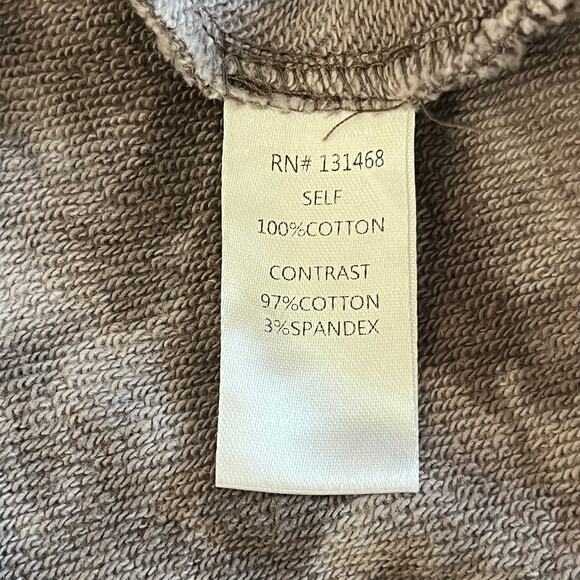 RN# 131468
SELF
100%COTTON
CONTRAST
97%COTTON
3%SPANDEX